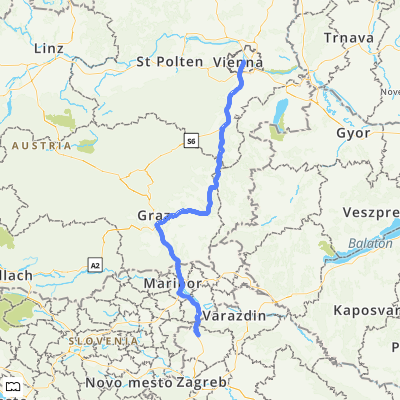 Linz
Trnava
St Polten
Vienna
Nove
Gyor
S6
AUSTRIA
Graz
Veszpre
Balaton
A2
llach
Maribor
Kaposvar
Varazdin
SLOVENIA
P
Novo mesto
Zagreb